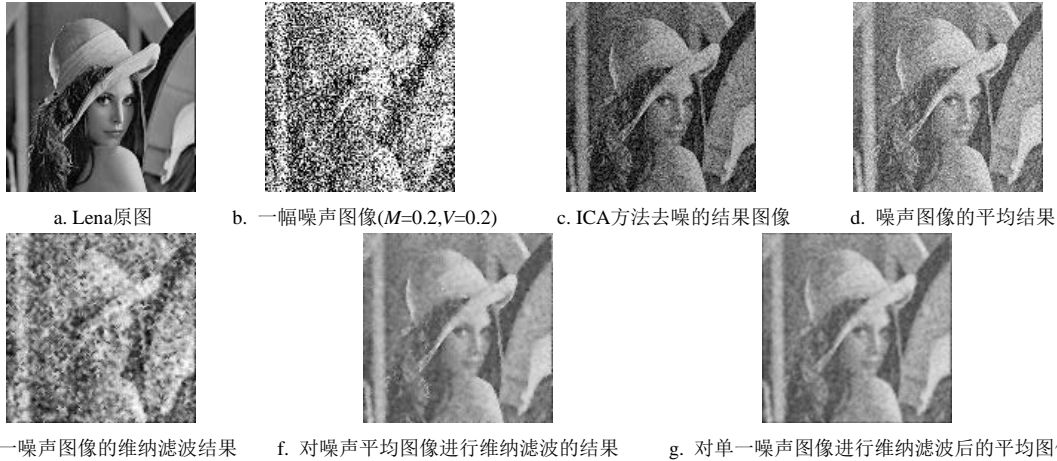 a. Lena原图
b. 一幅噪声图像(M=0.2,V=0.2)
c. ICA方法去噪的结果图像
d. 噪声图像的平均结果
一噪声图像的维纳滤波结果
f. 对噪声平均图像进行维纳滤波的结果
g. 对单一噪声图像进行维纳滤波后的平均图